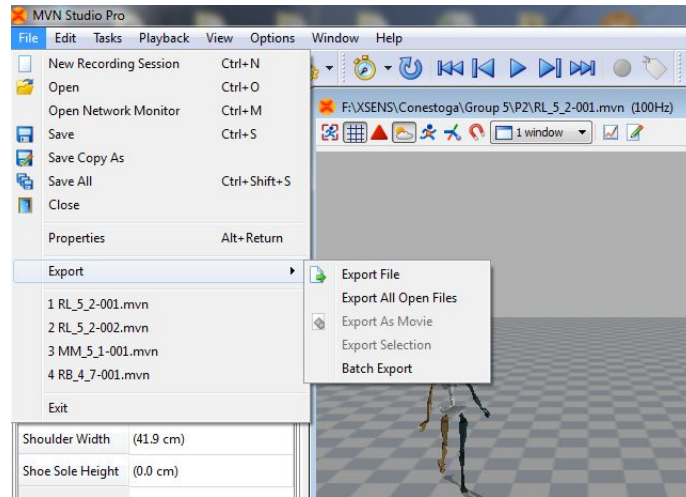 MVN Studio Pro
File Edit Tasks Playback View Options Window Help
New Recording Session Ctrl+N
Open Ctrl+O
Open Network Monitor Ctrl+M
Save Ctrl+S
Save Copy As
Save All Ctrl+Shift+S
Close
Properties Alt+Return
Export
1 RL_5_2-001.mvn
2 RL_5_2-002.mvn
3 MM_5_1-001.mvn
4 RB_4_7-001.mvn
Exit
Export File
Export All Open Files
Export As Movie
Export Selection
Batch Export
F:\XSENS\Conestoga\Group 5\P2\RL_5_2-001.mvn (100Hz)
1 window
Shoulder Width (41.9 cm)
Shoe Sole Height (0.0 cm)